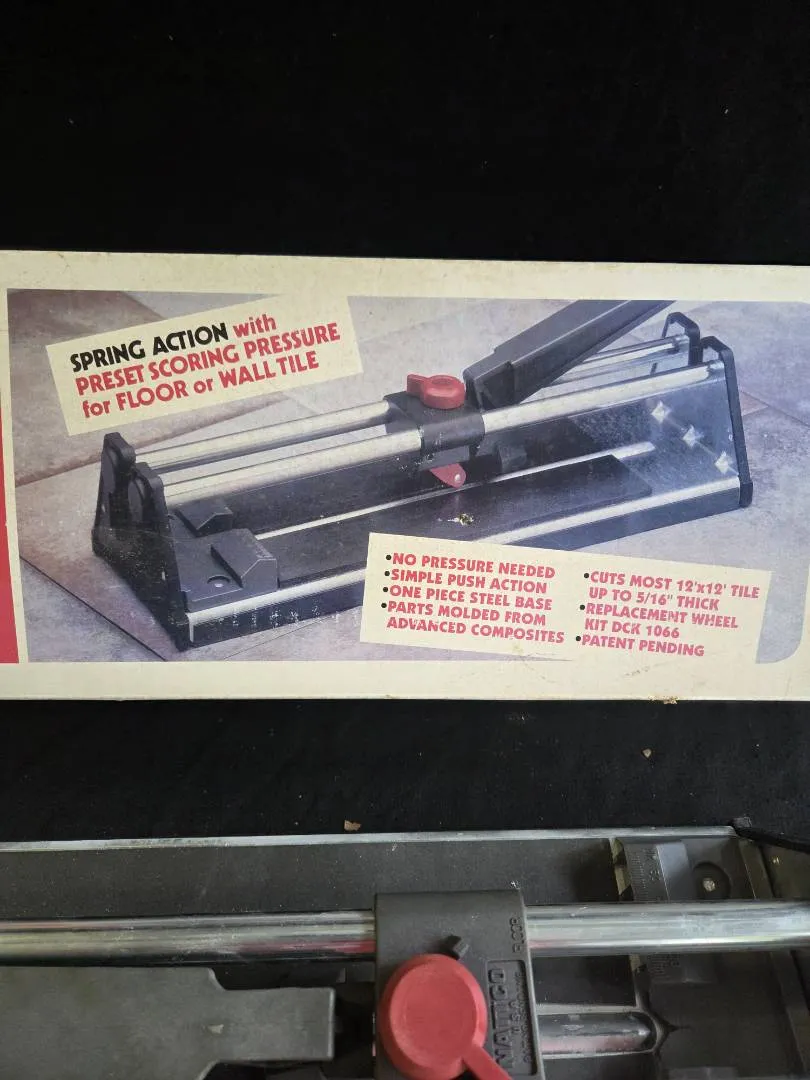 SPRING ACTION with
PRESET SCORING PRESSURE
for FLOOR or WALL TILE
•NO PRESSURE NEEDED
•SIMPLE PUSH ACTION
•ONE PIECE STEEL BASE
•PARTS MOLDED FROM
ADVANCED COMPOSITES
•CUTS MOST 12'x12' TILE
UP TO 5/16" THICK
•REPLACEMENT WHEEL
KIT DCK 1066
•PATENT PENDING
FLOOR
NATTCO
U.S.A.